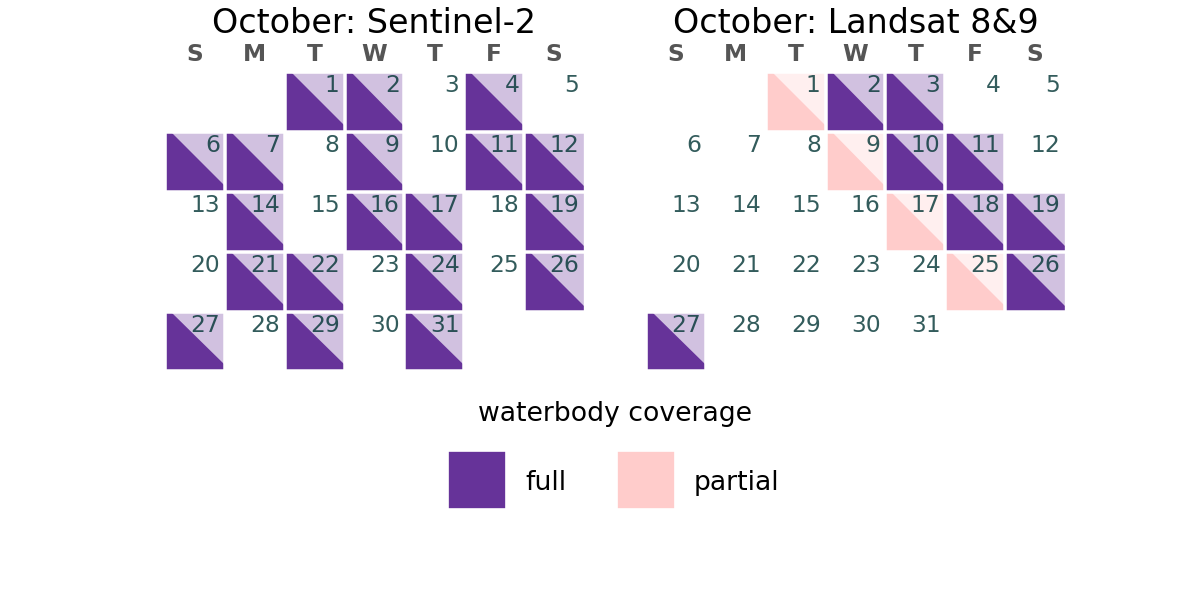 October: Sentinel-2
S M T W T F S
1 2 3 4 5
6 7 8 9 10 11 12
13 14 15 16 17 18 19
20 21 22 23 24 25 26
27 28 29 30 31
October: Landsat 8&9
S M T W T F S
1 2 3 4 5
6 7 8 9 10 11 12
13 14 15 16 17 18 19
20 21 22 23 24 25 26
27 28 29 30 31
waterbody coverage
full partial